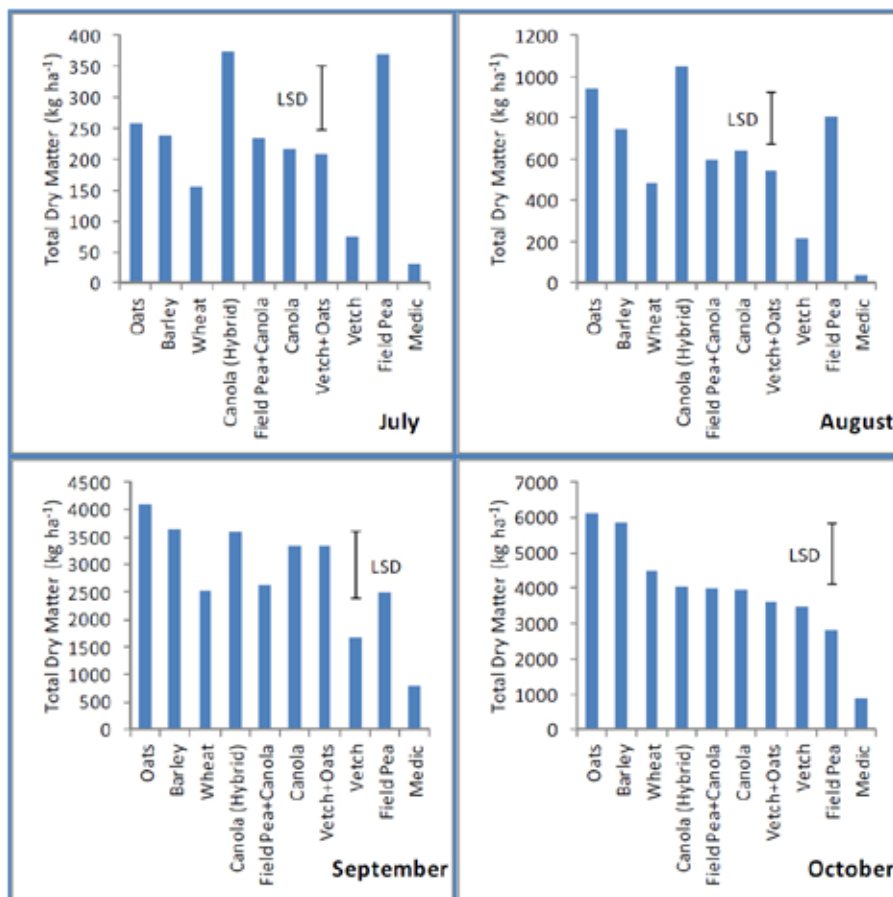 Total Dry Matter (kg ha⁻¹)
400
350
300
250
200
150
100
50
0
LSD
Oats
Barley
Wheat
Canola (Hybrid)
Field Pea+Canola
Canola
Vetch+Oats
Vetch
Field Pea
Medic
July
Total Dry Matter (kg ha⁻¹)
1200
1000
800
600
400
200
0
LSD
Oats
Barley
Wheat
Canola (Hybrid)
Field Pea+Canola
Canola
Vetch+Oats
Vetch
Field Pea
Medic
August
Total Dry Matter (kg ha⁻¹)
4500
4000
3500
3000
2500
2000
1500
1000
500
0
LSD
Oats
Barley
Wheat
Canola (Hybrid)
Field Pea+Canola
Canola
Vetch+Oats
Vetch
Field Pea
Medic
September
Total Dry Matter (kg ha⁻¹)
7000
6000
5000
4000
3000
2000
1000
0
LSD
Oats
Barley
Wheat
Canola (Hybrid)
Field Pea+Canola
Canola
Vetch+Oats
Vetch
Field Pea
Medic
October